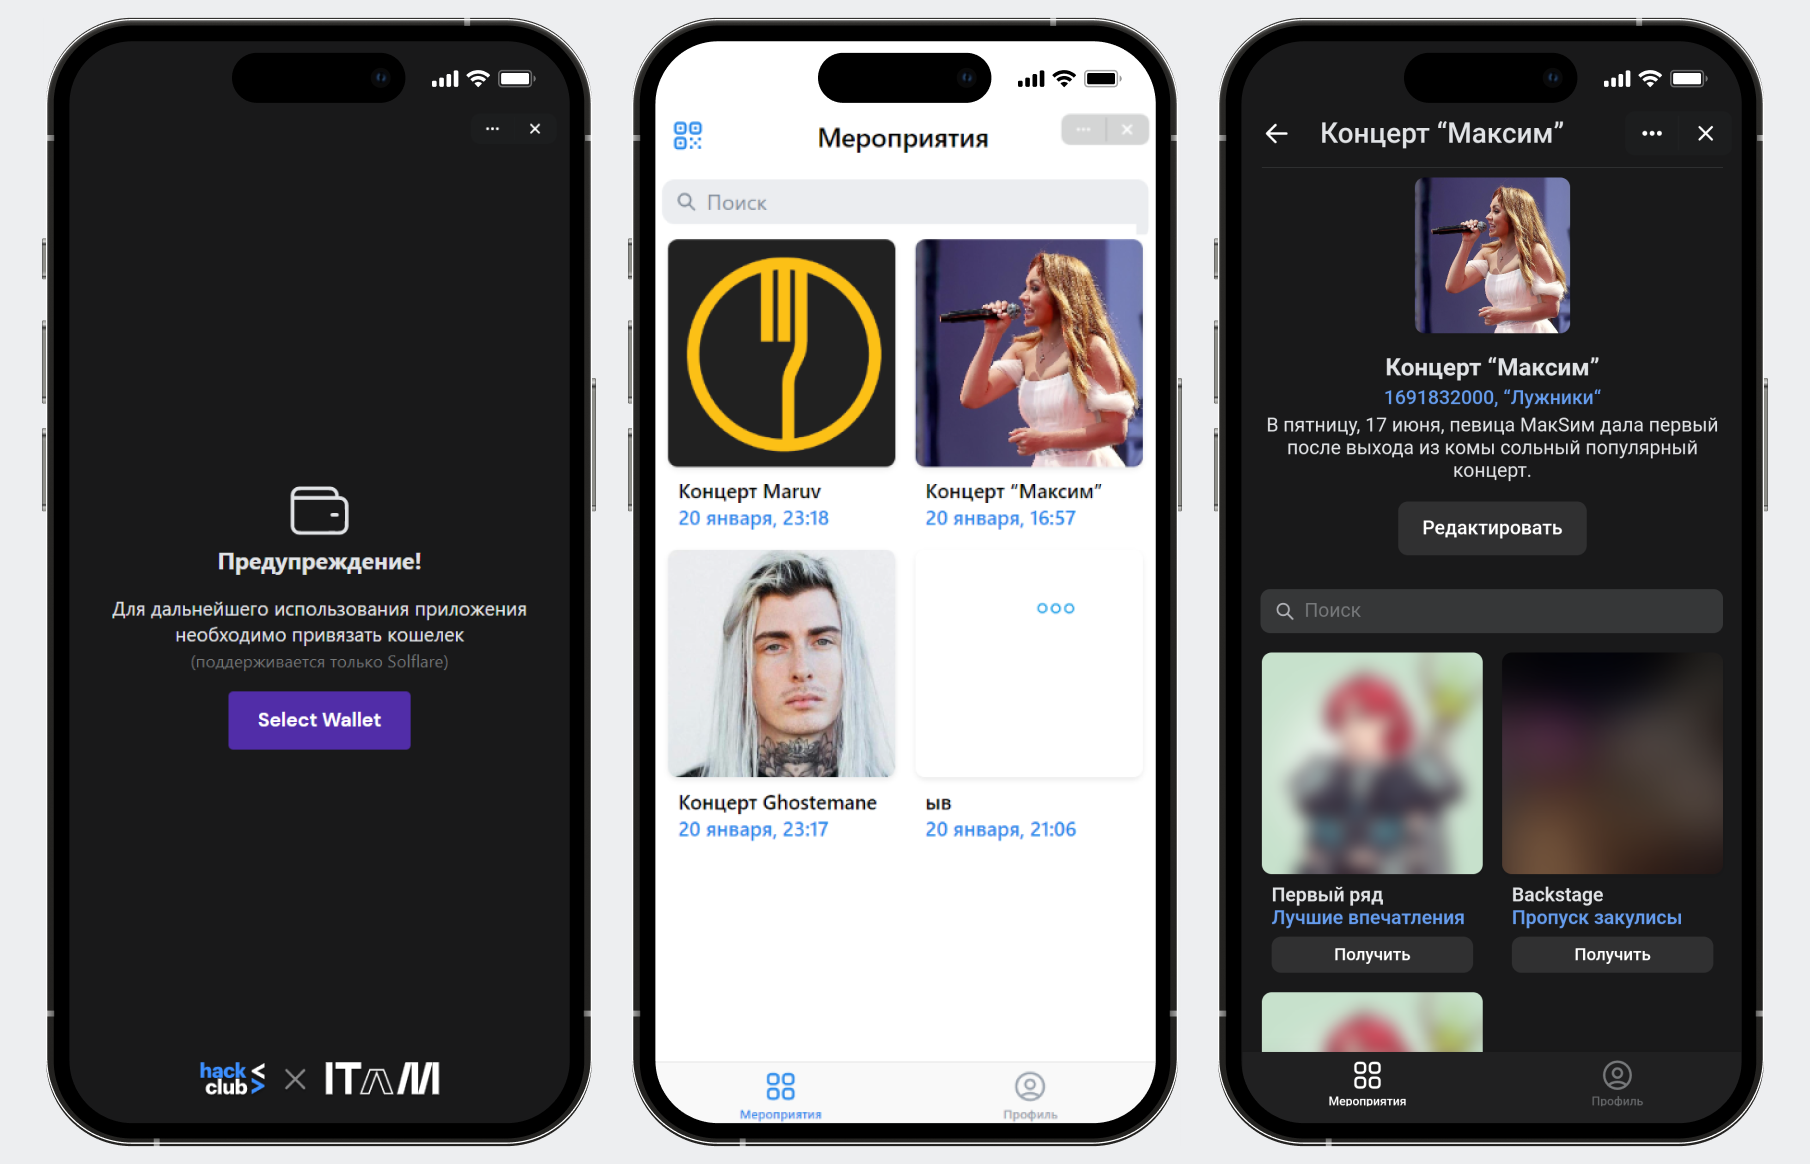 Предупреждение!
Для дальнейшего использования приложения
необходимо привязать кошелек
(поддерживается только Solflare)
Select Wallet
hack
club
ITAM
Мероприятия
Поиск
Концерт Maruv
20 января, 23:18
Концерт “Максим”
20 января, 16:57
Концерт Ghostemane
20 января, 23:17
ыв
20 января, 21:06
Мероприятия
Профиль
Концерт “Максим”
Концерт “Максим”
1691832000, “Лужники“
В пятницу, 17 июня, певица МакSим дала первый
после выхода из комы сольный популярный
концерт.
Редактировать
Поиск
Первый ряд
Лучшие впечатления
Получить
Backstage
Пропуск закулисы
Получить
Мероприятия
Профиль